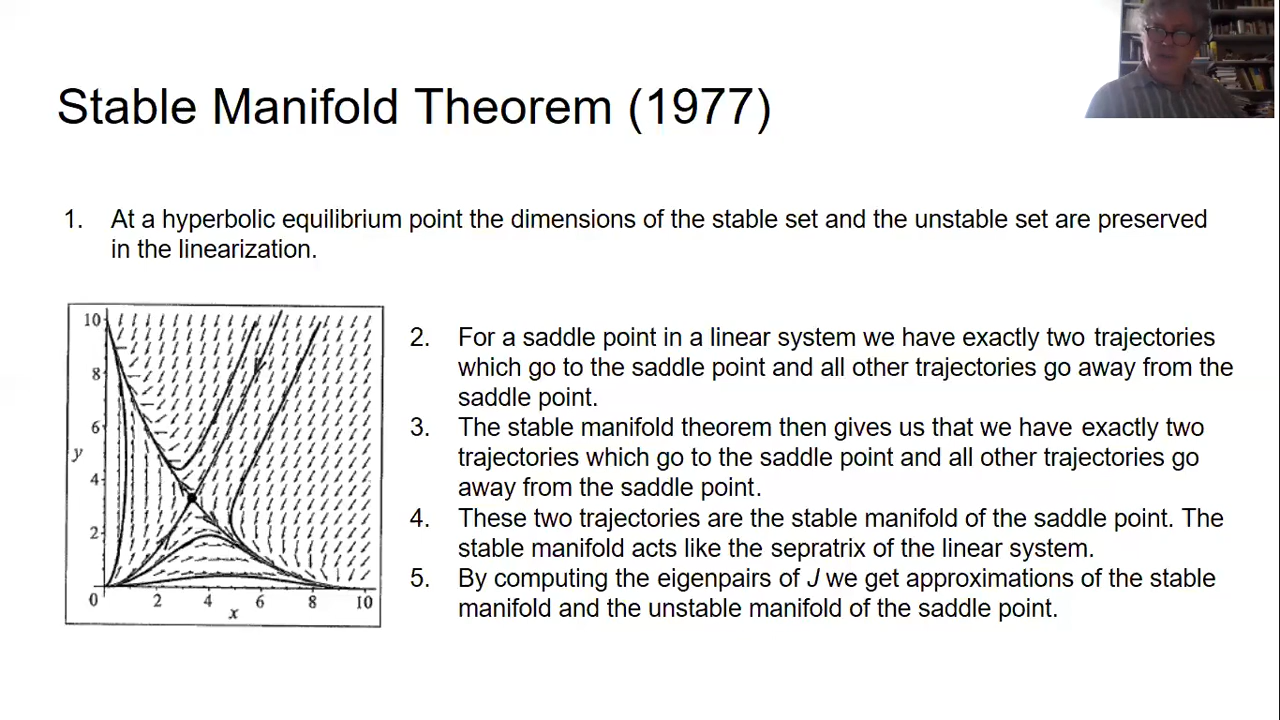 Stable Manifold Theorem (1977)
1. At a hyperbolic equilibrium point the dimensions of the stable set and the unstable set are preserved
in the linearization.
10
8
6
y
4
2
0
2
4
6
8
10
x
2. For a saddle point in a linear system we have exactly two trajectories
which go to the saddle point and all other trajectories go away from the
saddle point.
3. The stable manifold theorem then gives us that we have exactly two
trajectories which go to the saddle point and all other trajectories go
away from the saddle point.
4. These two trajectories are the stable manifold of the saddle point. The
stable manifold acts like the sepratrix of the linear system.
5. By computing the eigenpairs of J we get approximations of the stable
manifold and the unstable manifold of the saddle point.